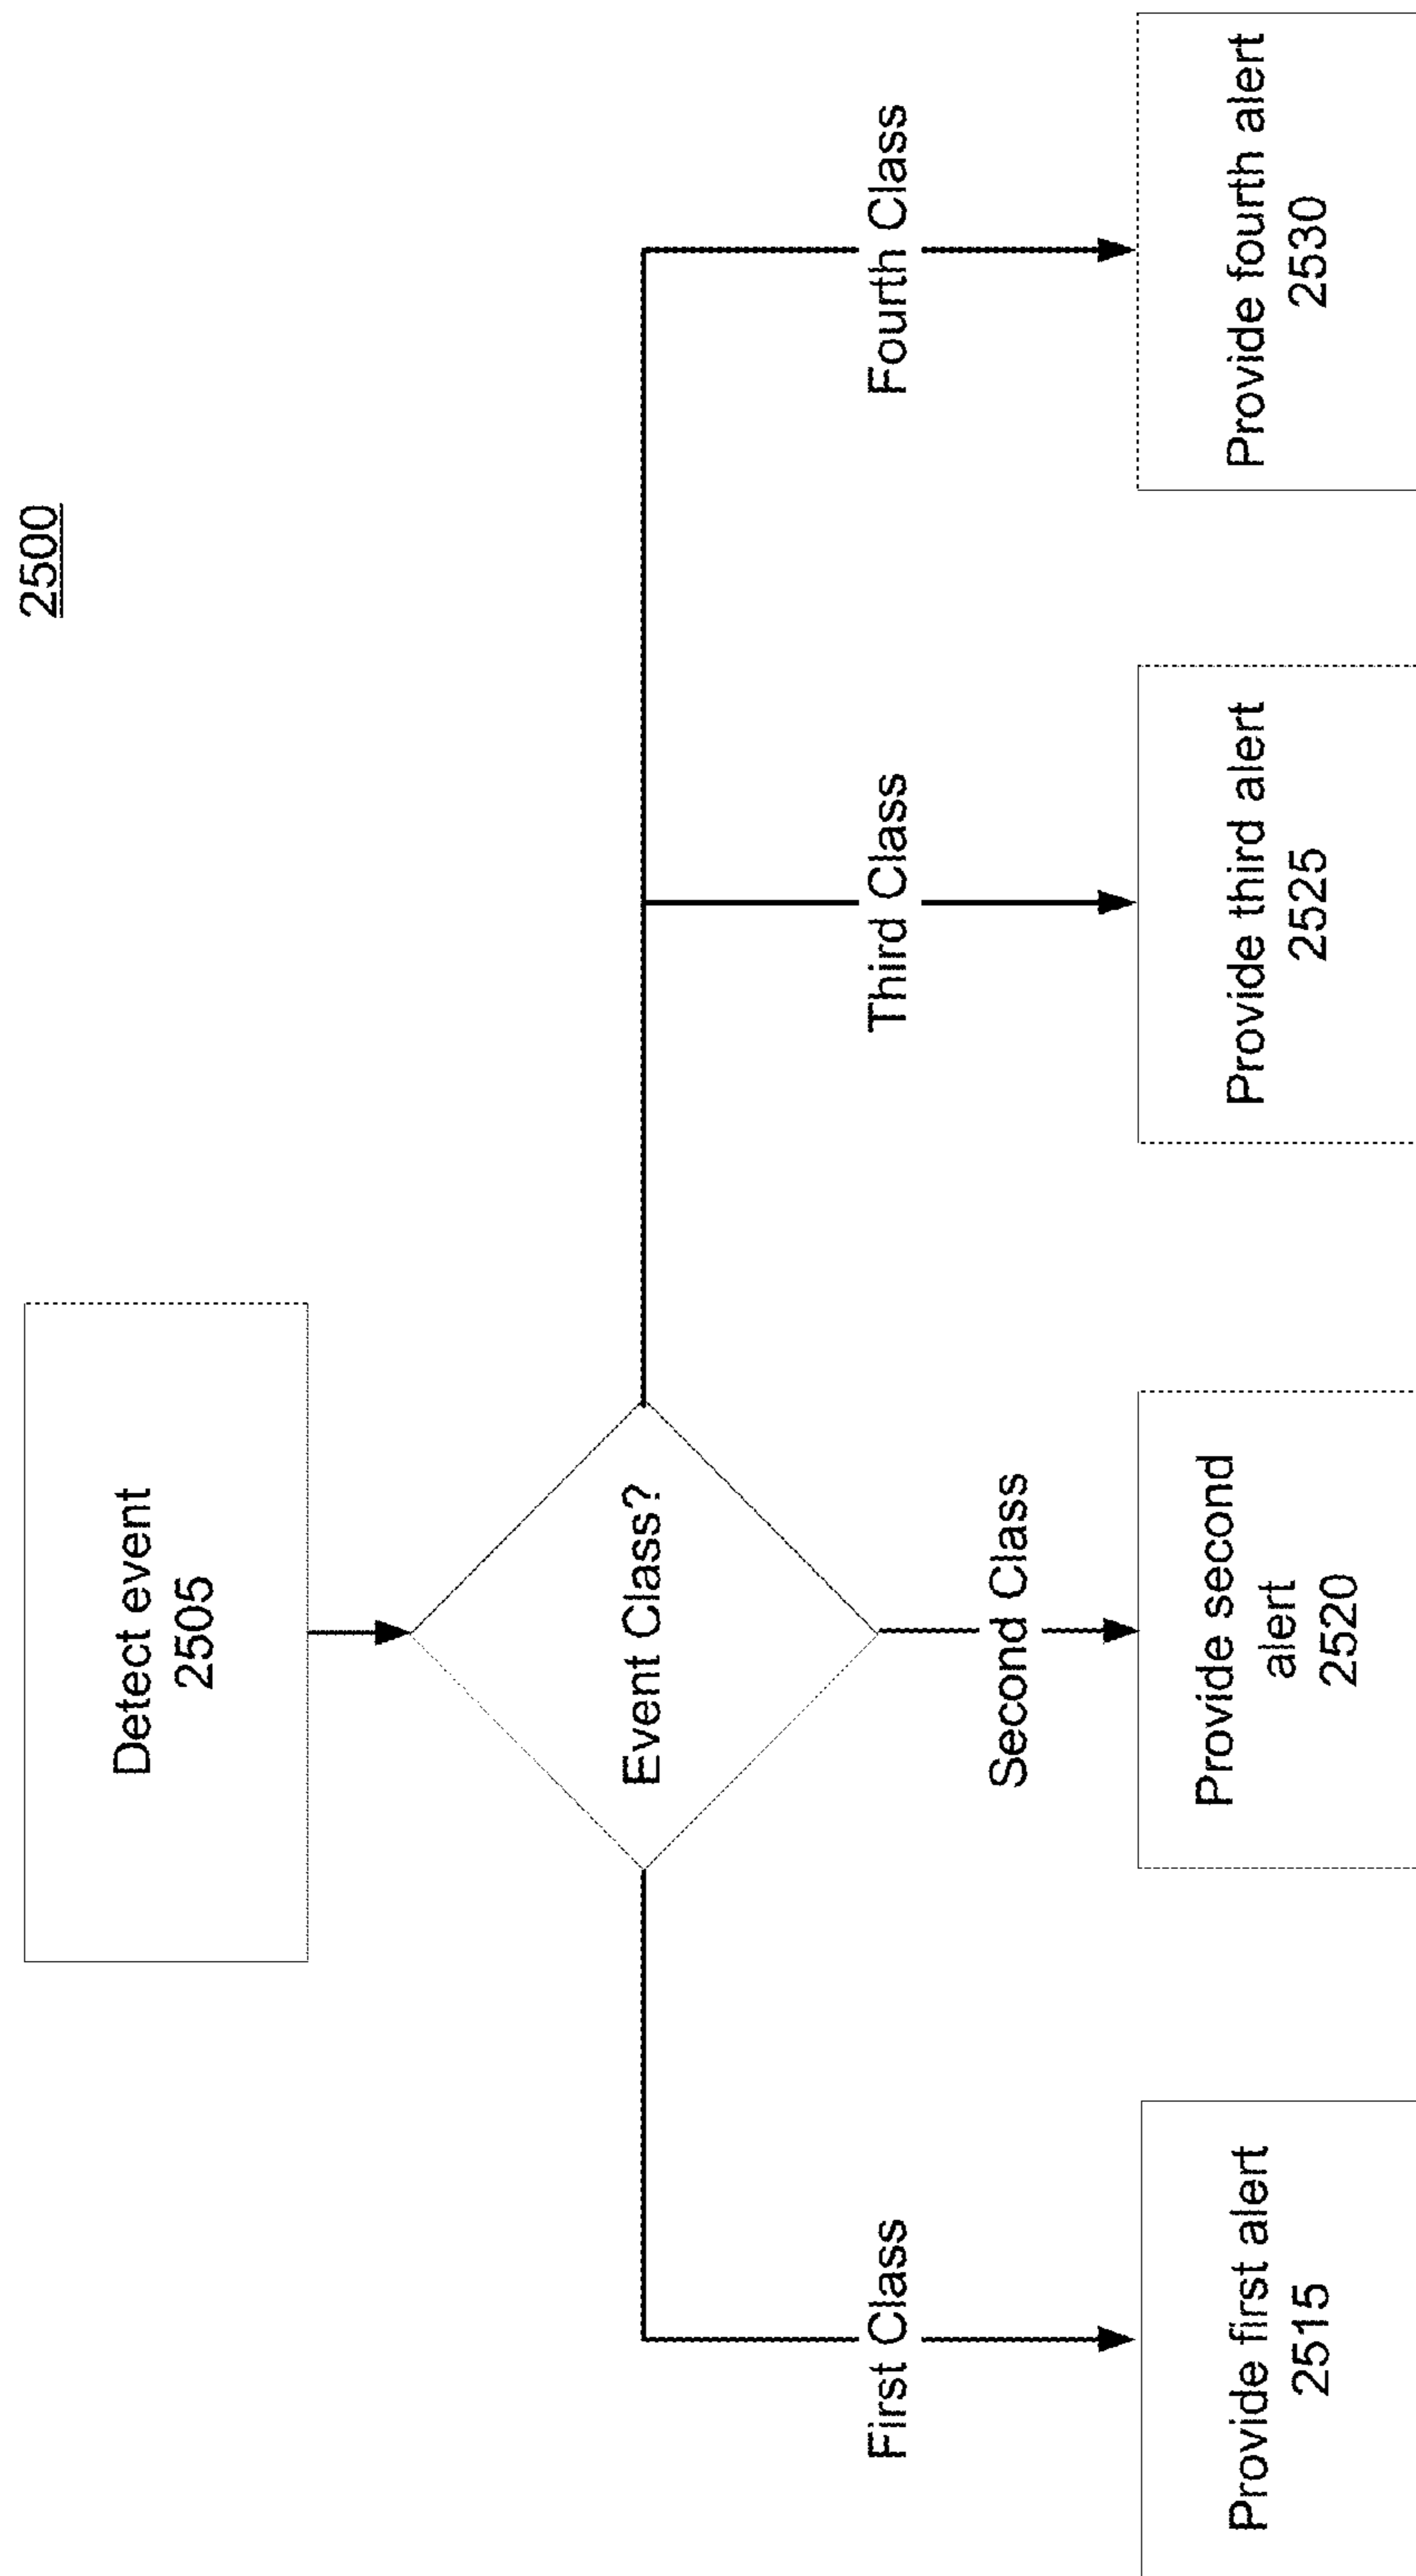 2500
Detect event
2505
Event Class?
First Class
Second Class
Third Class
Fourth Class
Provide first alert
2515
Provide second
alert
2520
Provide third alert
2525
Provide fourth alert
2530